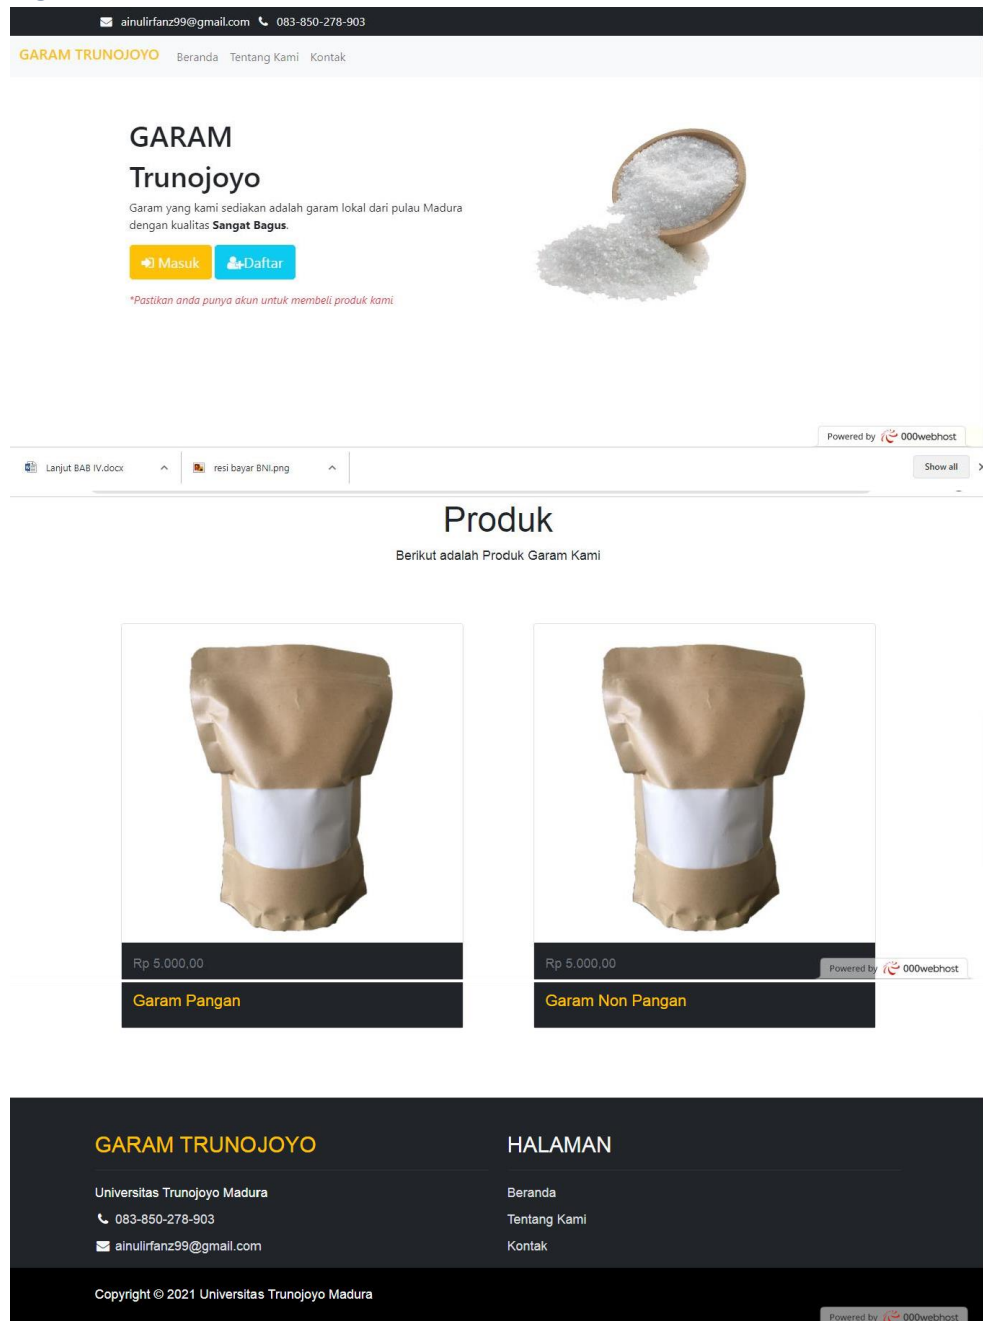 ainulirfanz99@gmail.com 083-850-278-903
GARAM TRUNOJOYO Beranda Tentang Kami Kontak
GARAM
Trunojoyo
Garam yang kami sediakan adalah garam lokal dari pulau Madura
dengan kualitas Sangat Bagus.
Masuk Daftar
*Pastikan anda punya akun untuk membeli produk kami.
Powered by 000webhost
Lanjut BAB IV.docx resi bayar BNI.png Show all
Produk
Berikut adalah Produk Garam Kami
Rp 5.000,00 Rp 5.000,00
Powered by 000webhost
Garam Pangan Garam Non Pangan
GARAM TRUNOJOYO HALAMAN
Universitas Trunojoyo Madura Beranda
083-850-278-903 Tentang Kami
ainulirfanz99@gmail.com Kontak
Copyright © 2021 Universitas Trunojoyo Madura
Powered by 000webhost